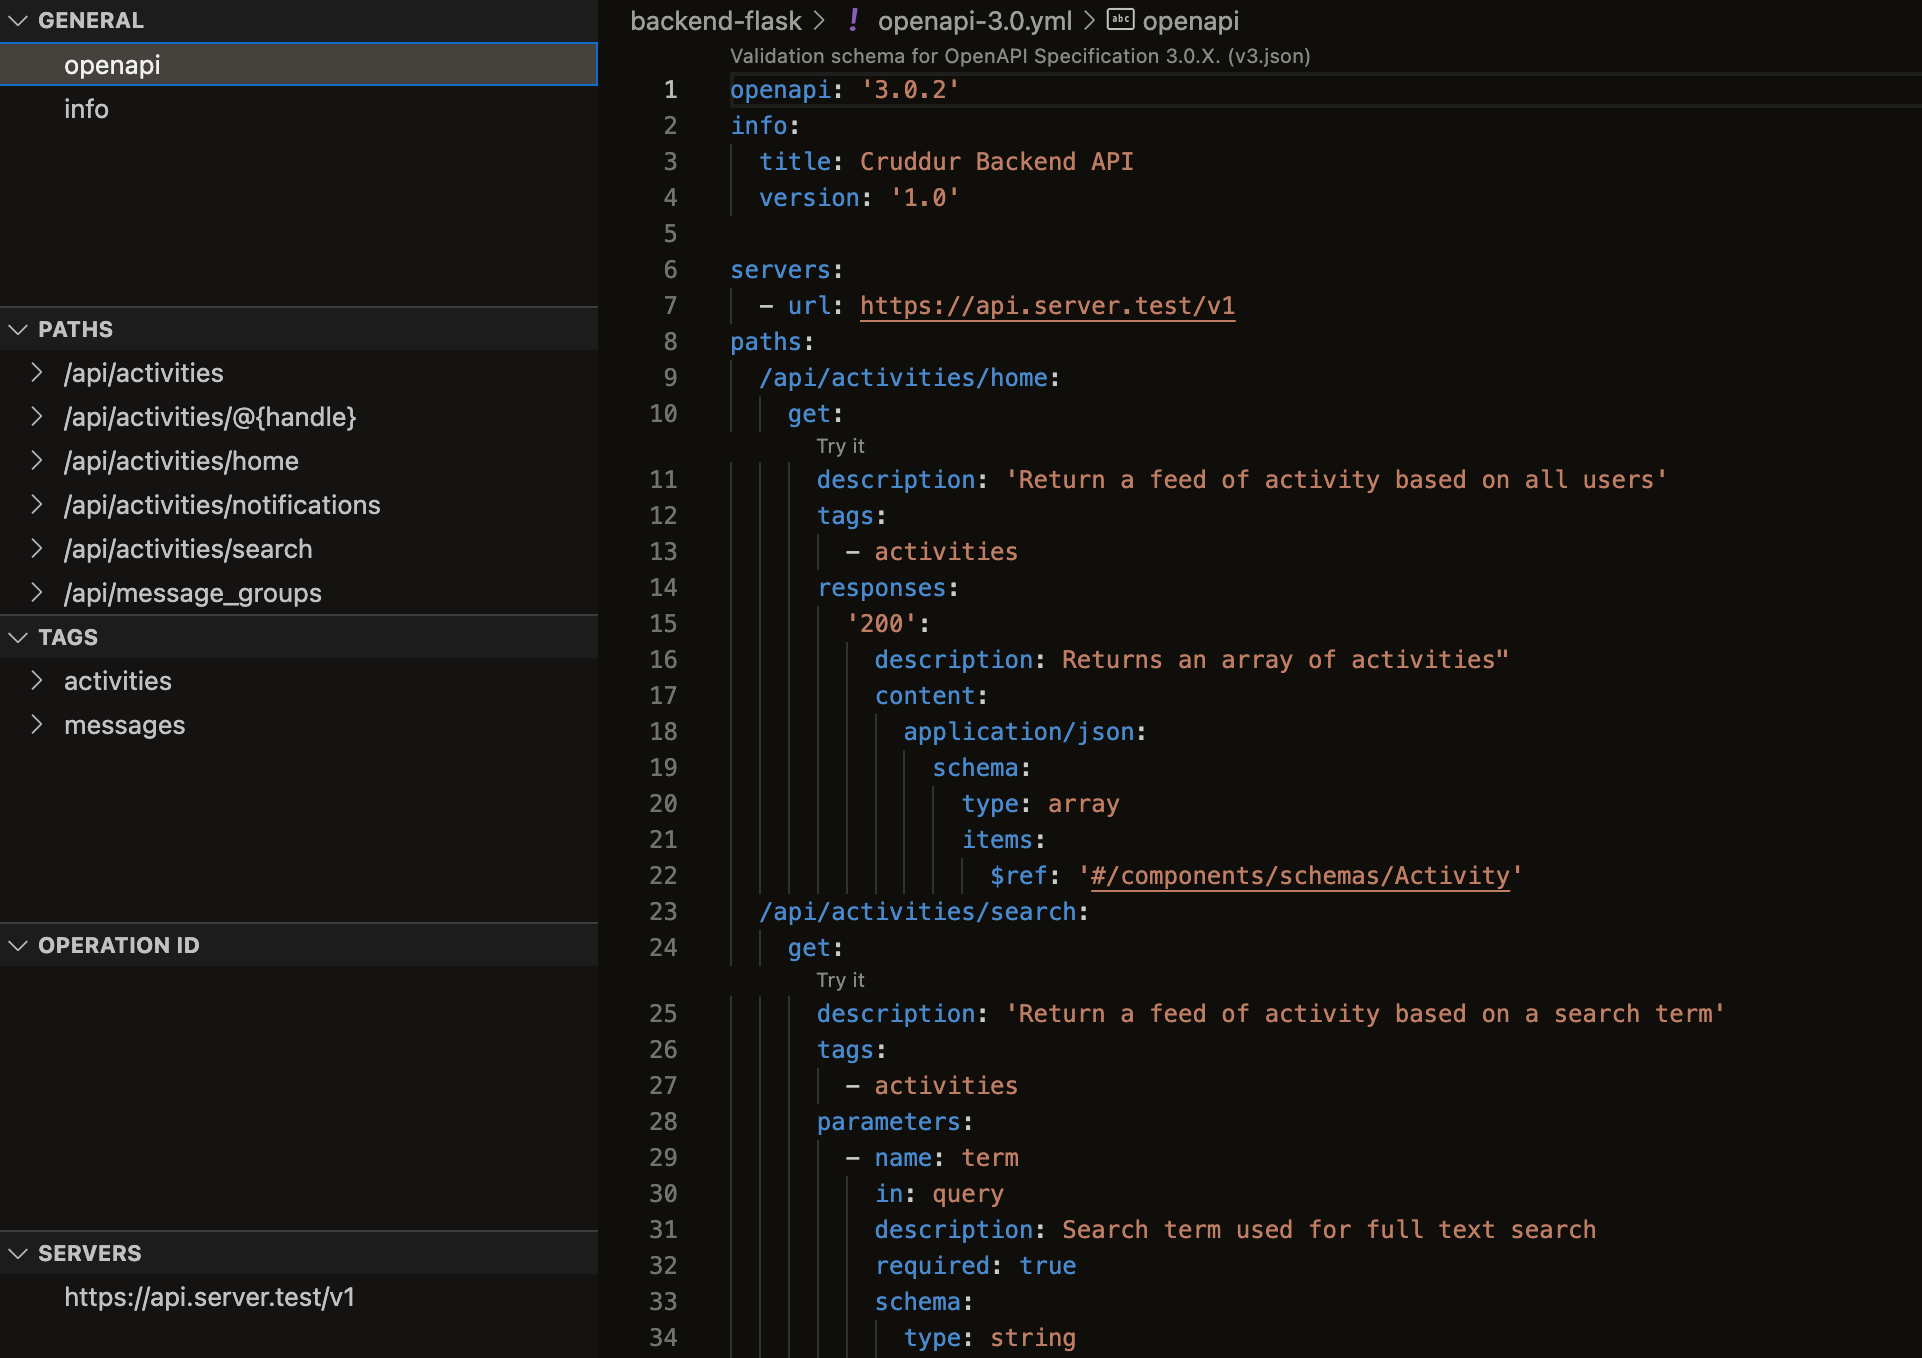 GENERAL
openapi
info
PATHS
/api/activities
/api/activities/@{handle}
/api/activities/home
/api/activities/notifications
/api/activities/search
/api/message_groups
TAGS
activities
messages
OPERATION ID
SERVERS
https://api.server.test/v1
backend-flask > ! openapi-3.0.yml > abc openapi
Validation schema for OpenAPI Specification 3.0.X. (v3.json)
1 openapi: '3.0.2'
2 info:
3   title: Cruddur Backend API
4   version: '1.0'
5
6 servers:
7   - url: https://api.server.test/v1
8 paths:
9   /api/activities/home:
10     get:
Try it
11       description: 'Return a feed of activity based on all users'
12       tags:
13         - activities
14       responses:
15         '200':
16           description: Returns an array of activities"
17           content:
18             application/json:
19               schema:
20                 type: array
21                 items:
22                   $ref: '#/components/schemas/Activity'
23   /api/activities/search:
24     get:
Try it
25       description: 'Return a feed of activity based on a search term'
26       tags:
27         - activities
28       parameters:
29         - name: term
30           in: query
31           description: Search term used for full text search
32           required: true
33           schema:
34             type: string